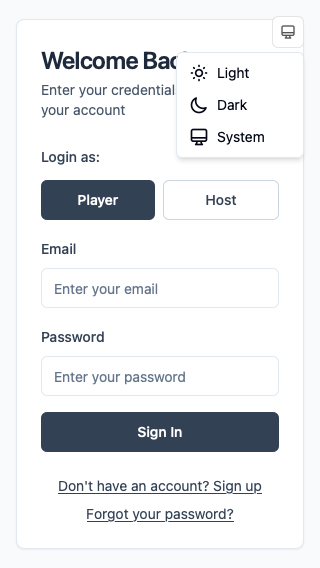 Welcome Bac
Enter your credential
your account
Light
Dark
System
Login as:
Player
Host
Email
Enter your email
Password
Enter your password
Sign In
Don't have an account? Sign up
Forgot your password?